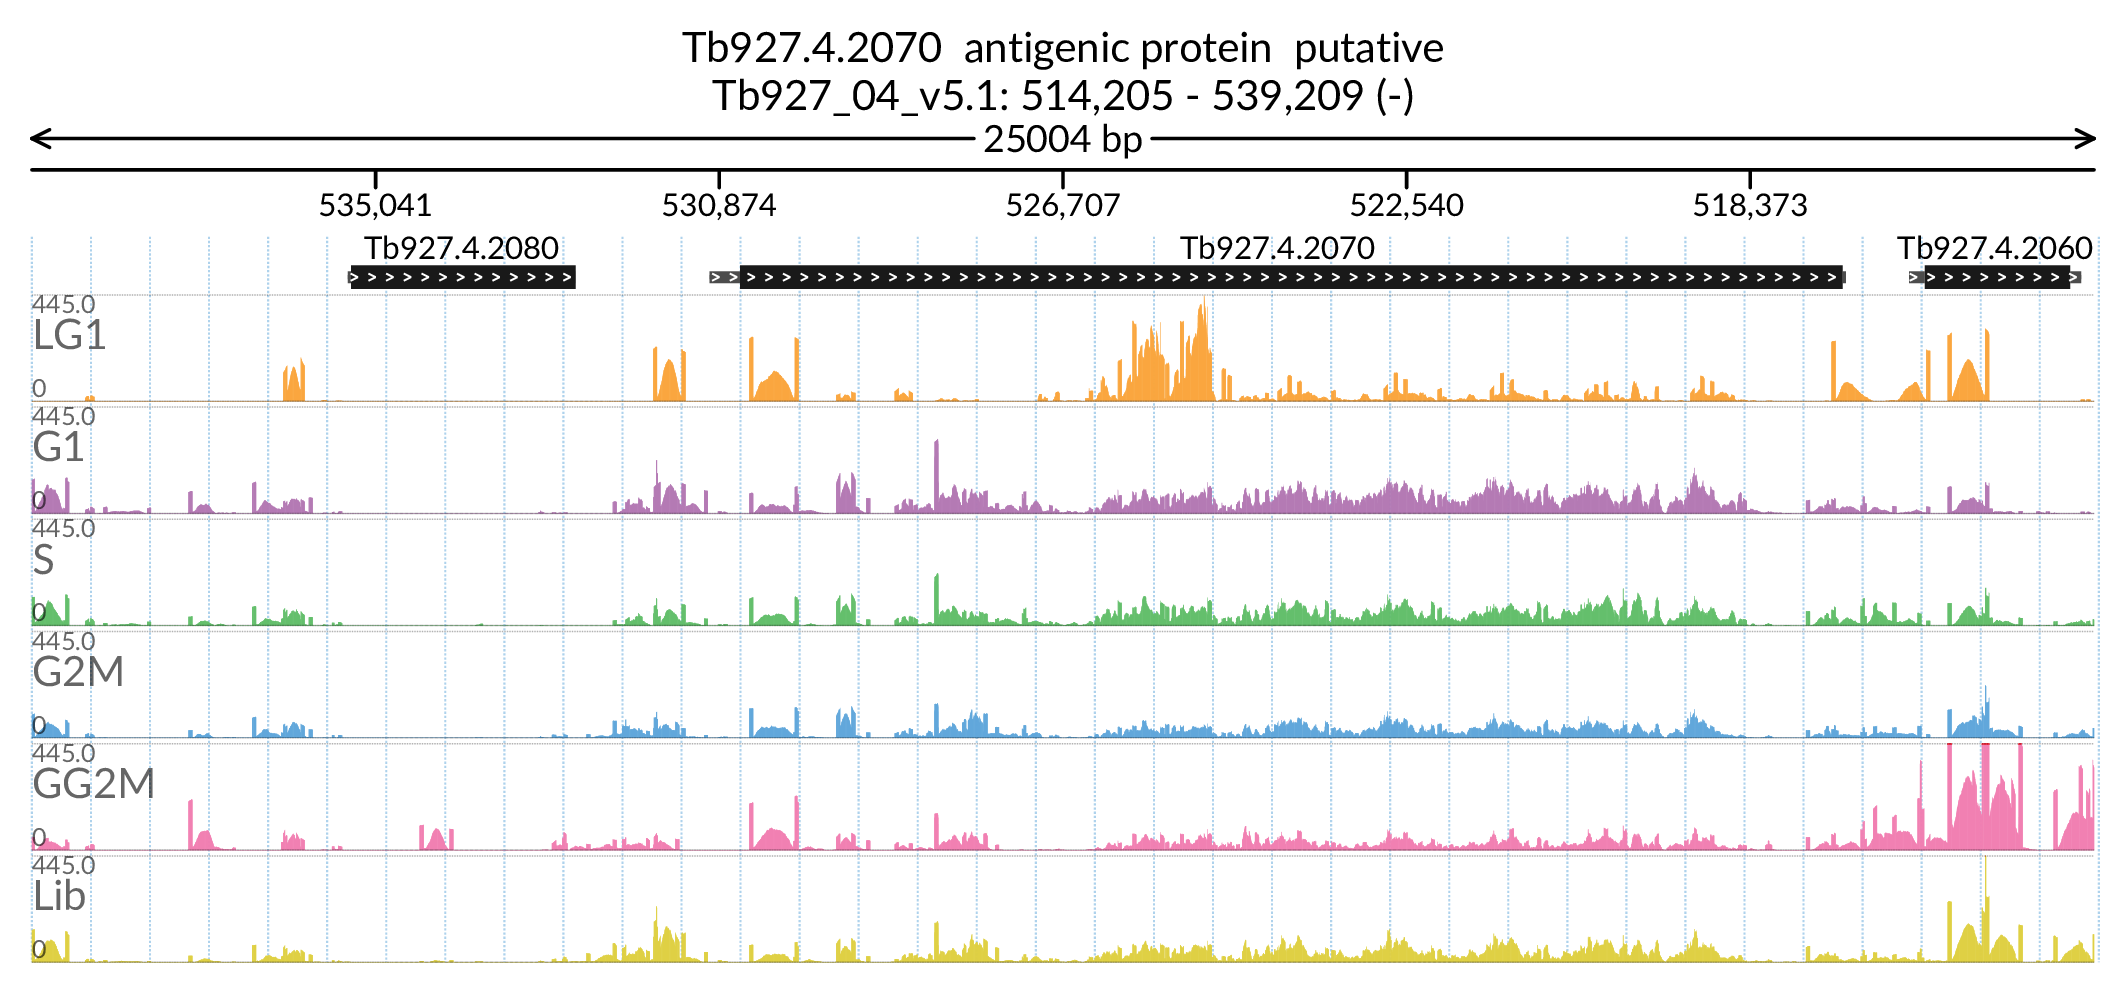 Tb927.4.2070 antigenic protein putative
Tb927_04_v5.1: 514,205 - 539,209 (-)
25004 bp
535,041 530,874 526,707 522,540 518,373
Tb927.4.2080 Tb927.4.2070 Tb927.4.2060
445.0
LG1
0
445.0
G1
0
445.0
S
0
445.0
G2M
0
445.0
GG2M
0
445.0
Lib
0